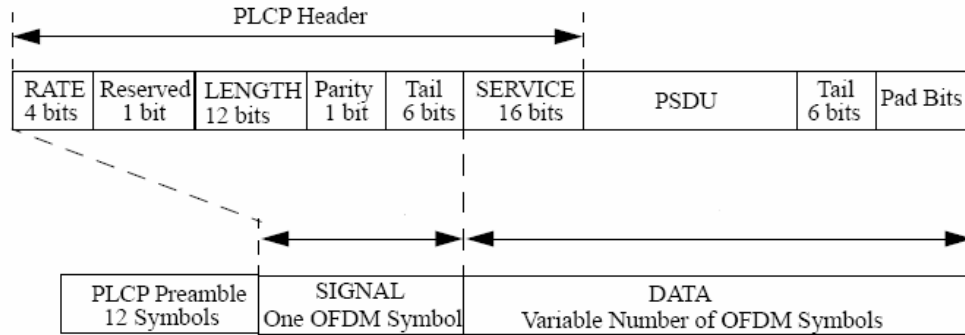 PLCP Header
RATE
4 bits
Reserved
1 bit
LENGTH
12 bits
Parity
1 bit
Tail
6 bits
SERVICE
16 bits
PSDU
Tail
6 bits
Pad Bits
PLCP Preamble
12 Symbols
SIGNAL
One OFDM Symbol
DATA
Variable Number of OFDM Symbols